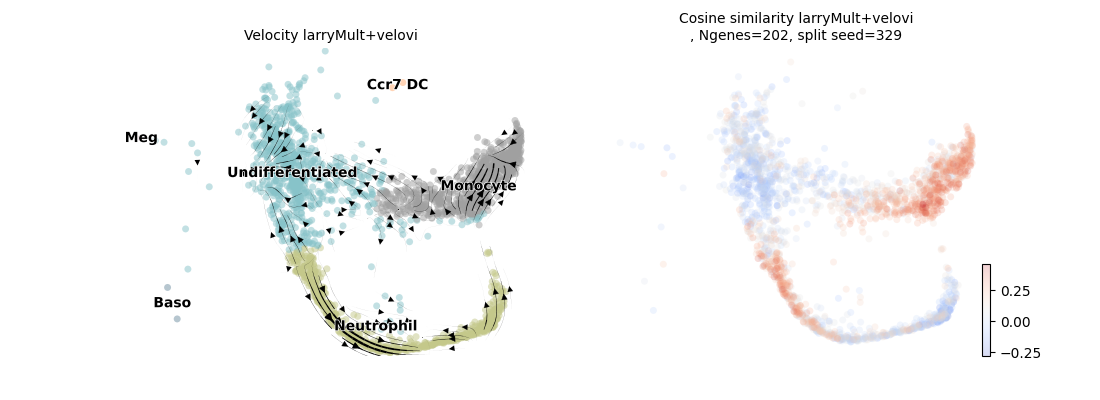 Velocity larryMult+velovi
Ccr7 DC
Meg
Undifferentiated
Monocyte
Baso
Neutrophil
Cosine similarity larryMult+velovi
, Ngenes=202, split seed=329
0.25
0.00
−0.25